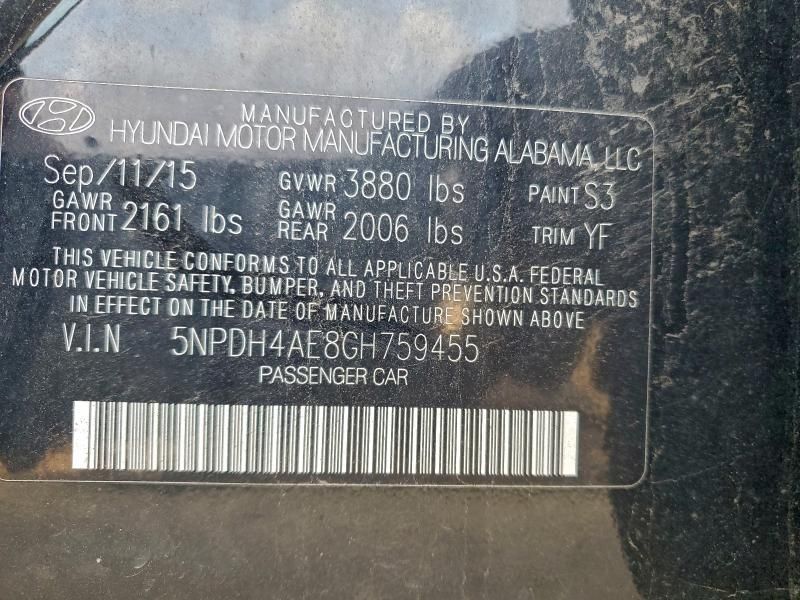 MANUFACTURED BY
HYUNDAI MOTOR MANUFACTURING ALABAMA, LLC
Sep/11/15 GVWR 3880 lbs PAINT S3
GAWR FRONT 2161 lbs GAWR REAR 2006 lbs TRIM YF
THIS VEHICLE CONFORMS TO ALL APPLICABLE U.S.A. FEDERAL
MOTOR VEHICLE SAFETY, BUMPER, AND THEFT PREVENTION STANDARDS
IN EFFECT ON THE DATE OF MANUFACTURE SHOWN ABOVE.
V.I.N 5NPDH4AE8GH759455
PASSENGER CAR